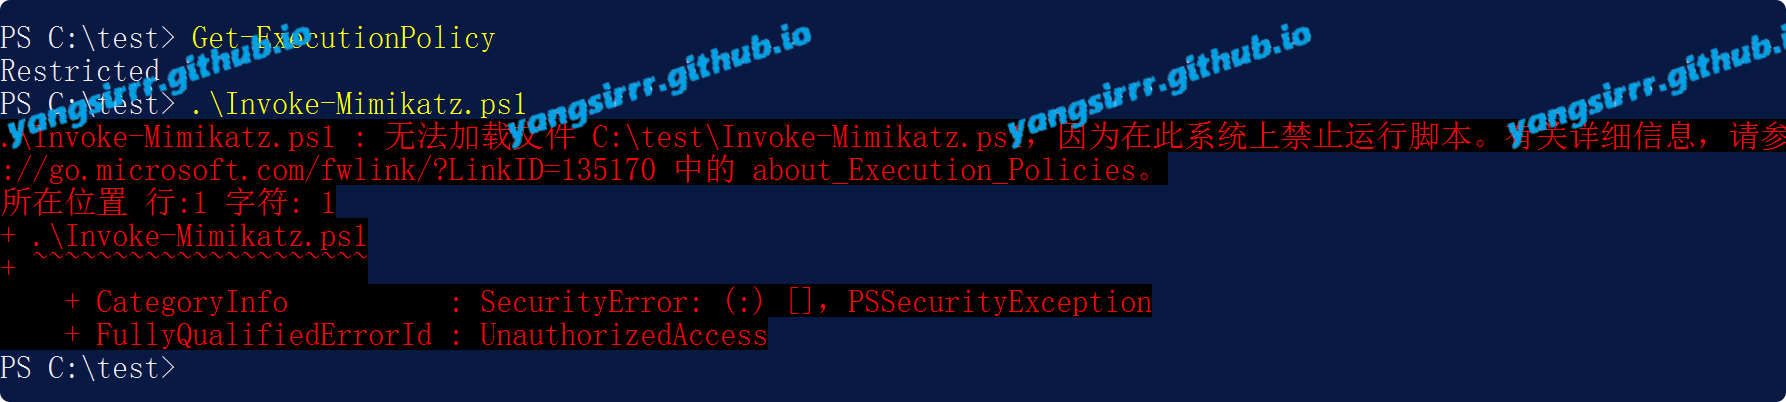 PS C:\test> Get-ExecutionPolicy
Restricted
PS C:\test> .\Invoke-Mimikatz.ps1
.\Invoke-Mimikatz.ps1 : 无法加载文件 C:\test\Invoke-Mimikatz.ps1，因为在此系统上禁止运行脚本。有关详细信息，请参
://go.microsoft.com/fwlink/?LinkID=135170 中的 about_Execution_Policies。
所在位置 行:1 字符: 1
+ .\Invoke-Mimikatz.ps1
+ ~~~~~~~~~~~~~~~~~~~~~
    + CategoryInfo          : SecurityError: (:) []，PSSecurityException
    + FullyQualifiedErrorId : UnauthorizedAccess
PS C:\test>
yangsirrr.github.io
yangsirrr.github.io
yangsirrr.github.io
yangsirrr.github.io